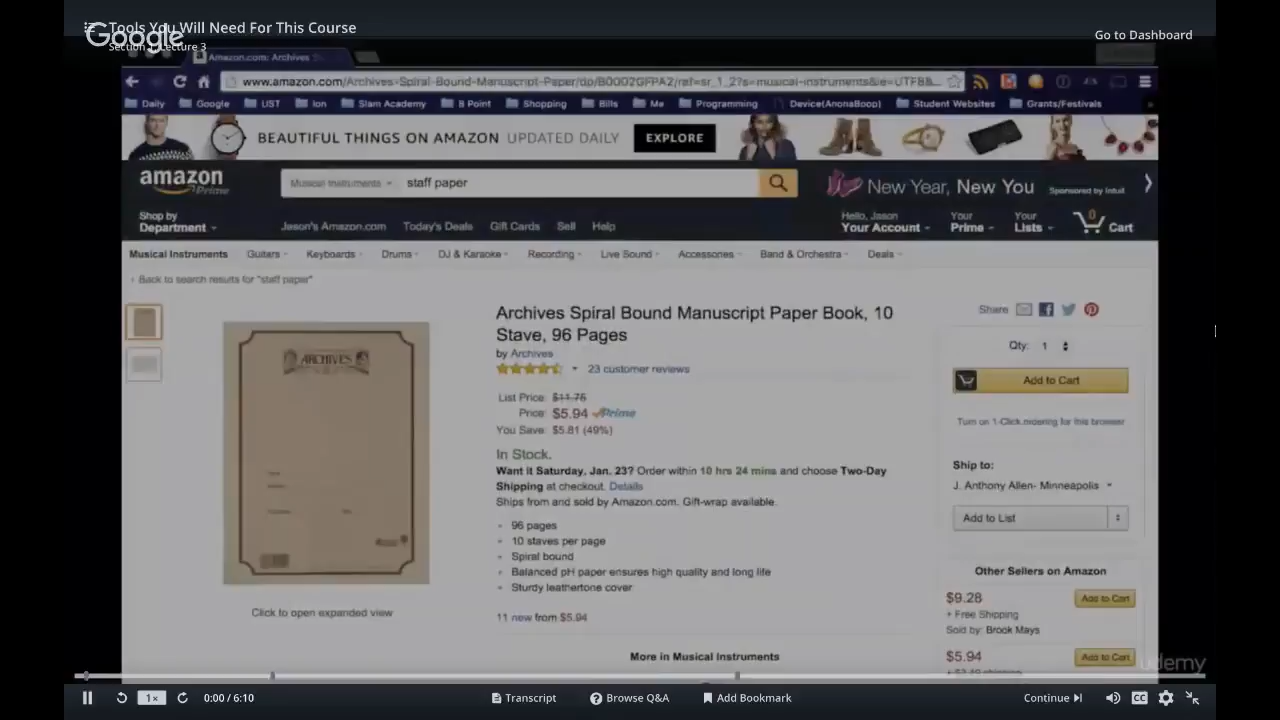 Tools You Will Need For This Course
Google
Section 1, Lecture 3
Go to Dashboard
Amazon.com: Archives
www.amazon.com/Archives-Spiral-Bound-Manuscript-Paper/dp/B0002GFPA2/ref=sr_1_2?s=musical-instruments&ie=UTF8&...
Daily Google UST Ion Slam Academy B Point Shopping Bills Me Programming Device(AnonaBoop) Student Websites Grants/Festivals »
BEAUTIFUL THINGS ON AMAZON UPDATED DAILY EXPLORE
amazon Prime
Musical Instruments staff paper
New Year, New You Sponsored by Intuit
Shop by Department
Jason's Amazon.com Today's Deals Gift Cards Sell Help
Hello, Jason Your Account
Your Prime
Your Lists
0 Cart
Musical Instruments Guitars Keyboards Drums DJ & Karaoke Recording Live Sound Accessories Band & Orchestra Deals
‹ Back to search results for "staff paper"
ARCHIVES
Click to open expanded view
Archives Spiral Bound Manuscript Paper Book, 10
Stave, 96 Pages
by Archives
23 customer reviews
List Price: $11.75
Price: $5.94 Prime
You Save: $5.81 (49%)
In Stock.
Want it Saturday, Jan. 23? Order within 10 hrs 24 mins and choose Two-Day
Shipping at checkout. Details
Ships from and sold by Amazon.com. Gift-wrap available.
96 pages
10 staves per page
Spiral bound
Balanced pH paper ensures high quality and long life
Sturdy leathertone cover
11 new from $5.94
More in Musical Instruments
Share
Qty: 1
Add to Cart
Turn on 1-Click ordering for this browser
Ship to:
J. Anthony Allen- Minneapolis
Add to List
Other Sellers on Amazon
$9.28 Add to Cart
+ Free Shipping
Sold by: Brook Mays
$5.94 Add to Cart
udemy
1× 0:00 / 6:10 Transcript Browse Q&A Add Bookmark Continue CC